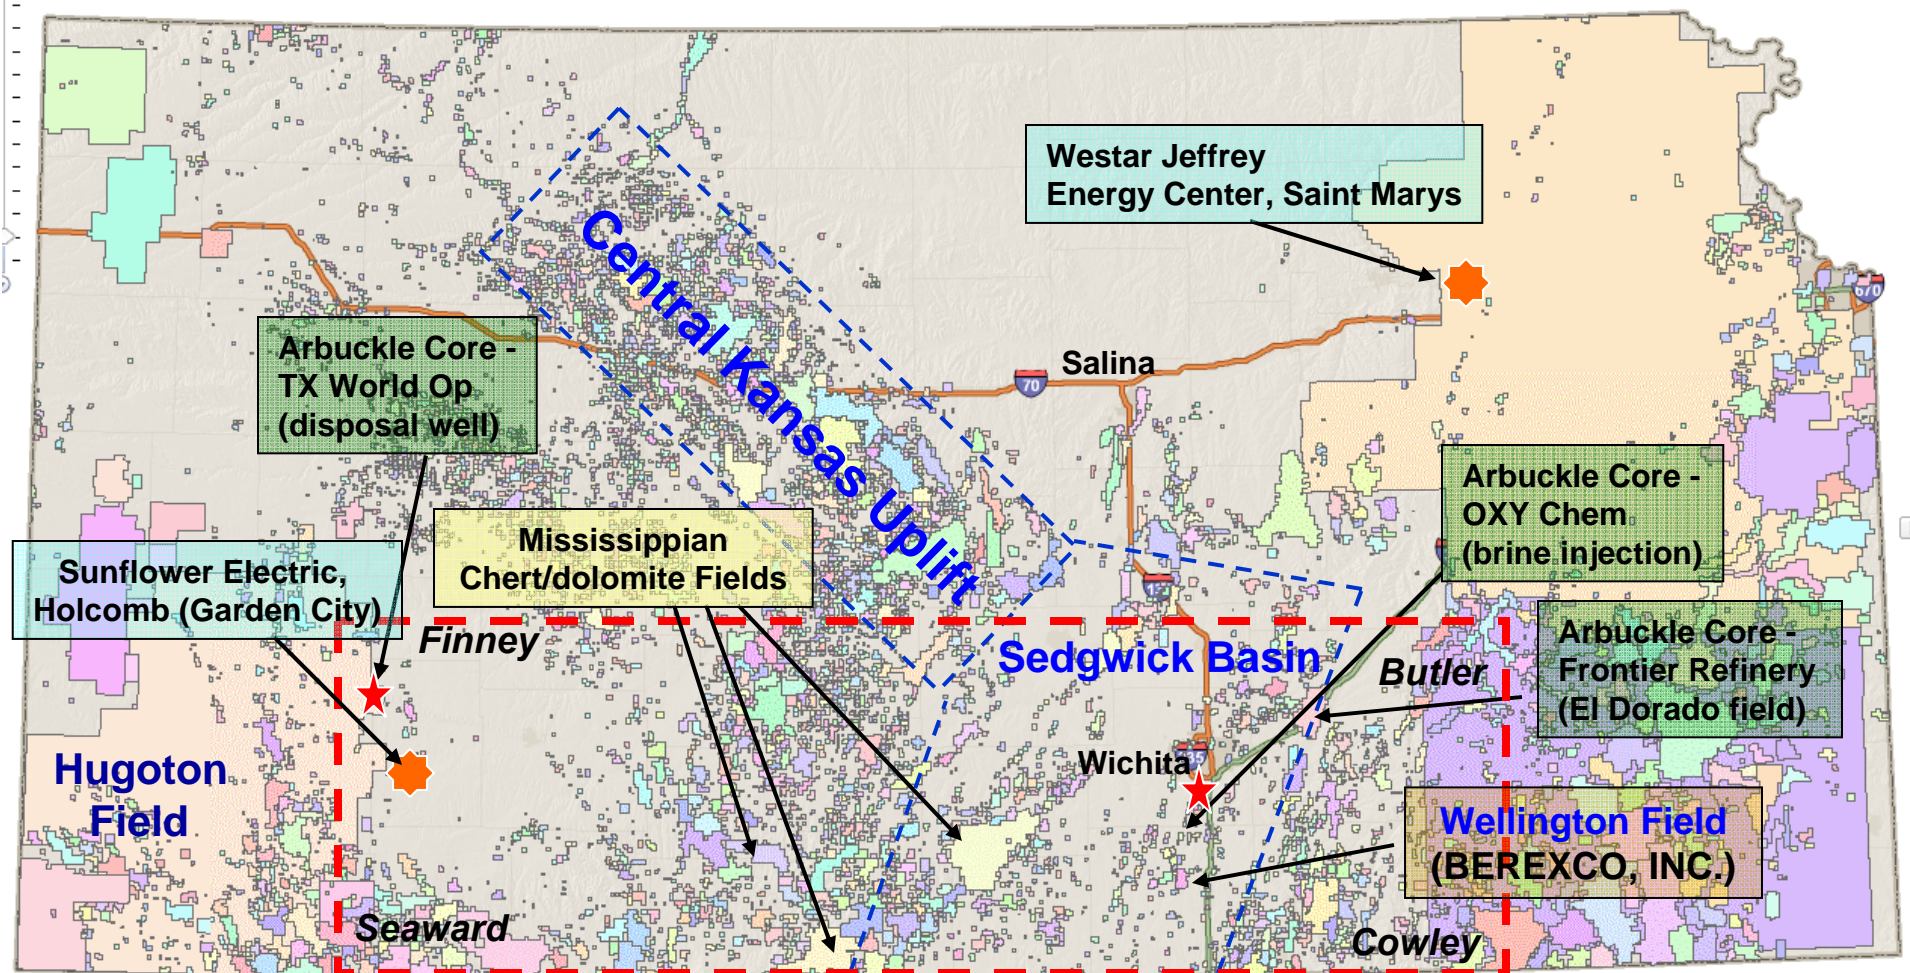 Westar Jeffrey
Energy Center, Saint Marys
Central Kansas Uplift
670
Arbuckle Core -
TX World Op
(disposal well)
Salina
70
Arbuckle Core -
OXY Chem
(brine injection)
Mississippian
Chert/dolomite Fields
Sunflower Electric,
Holcomb (Garden City)
Finney
Sedgwick Basin
Butler
Arbuckle Core -
Frontier Refinery
(El Dorado field)
Hugoton
Field
Wichita
Wellington Field
(BEREXCO, INC.)
Seaward
Cowley